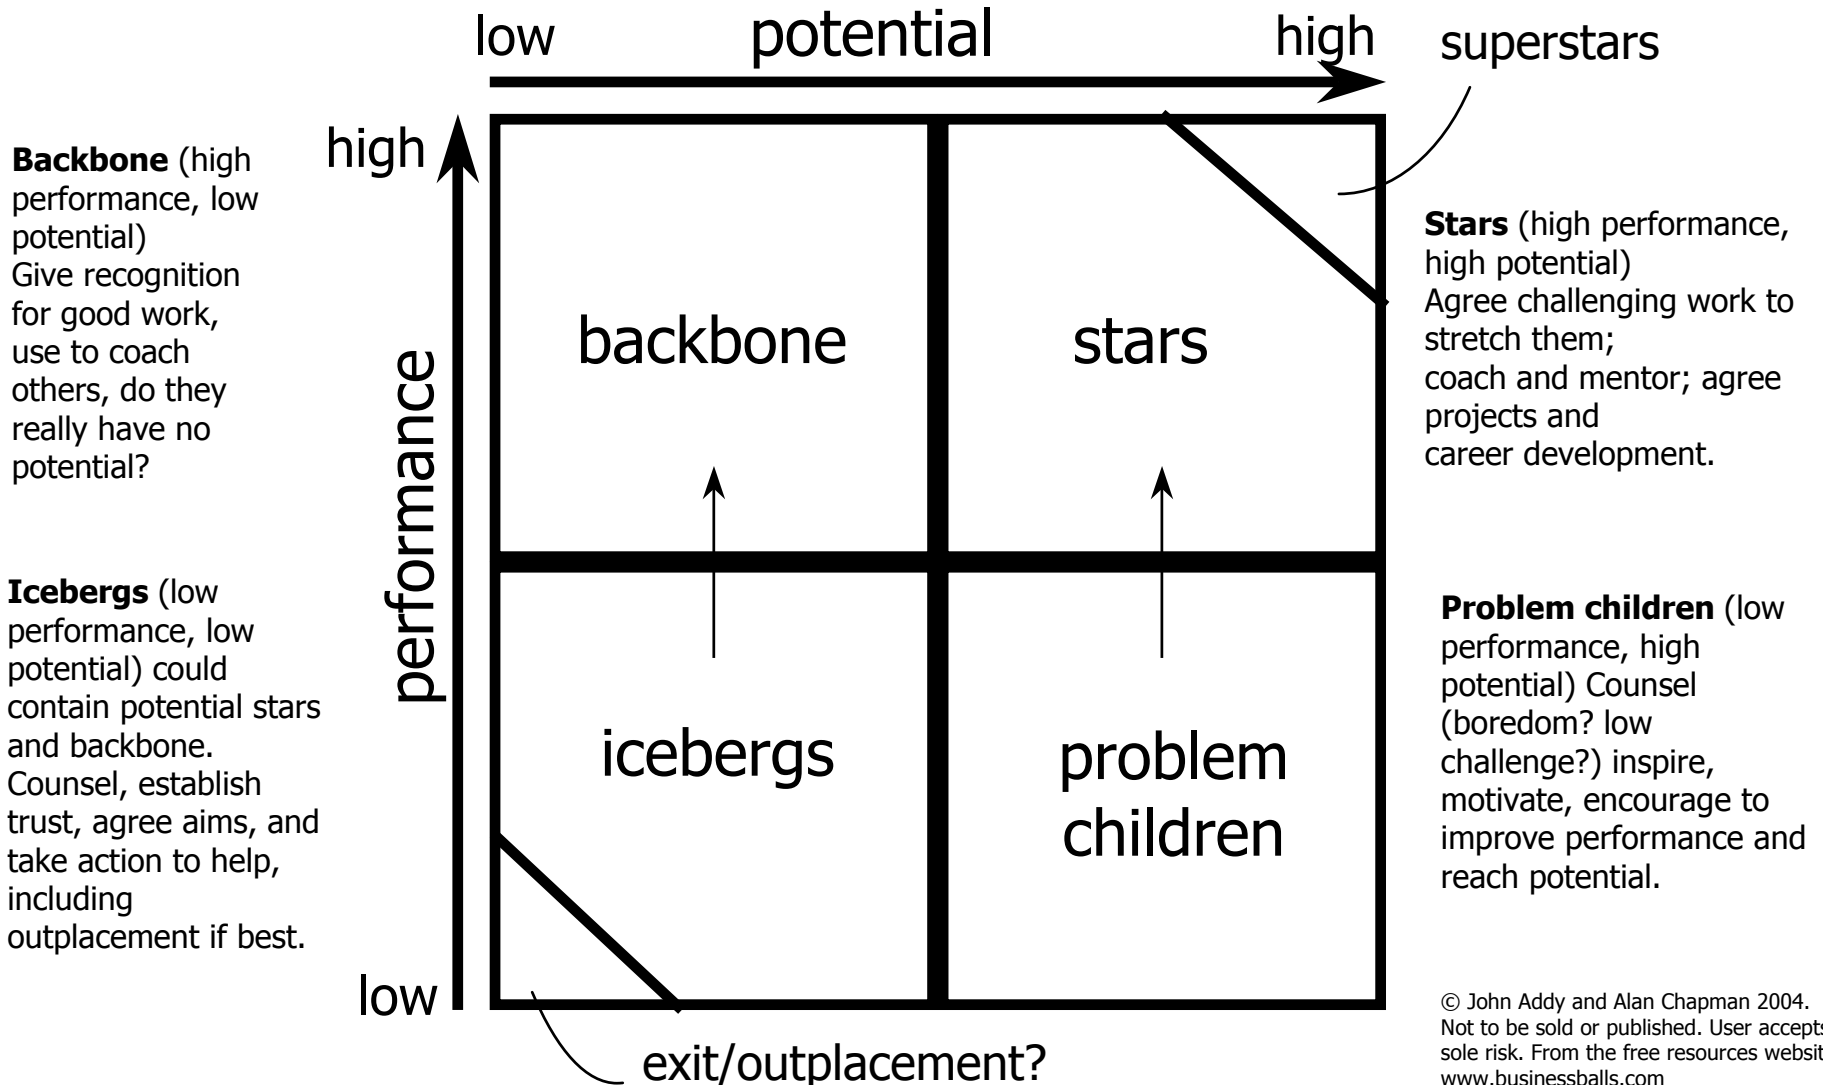 low potential high superstars
high
Backbone (high
performance, low
potential)
Give recognition
for good work,
use to coach
others, do they
really have no
potential?
Stars (high performance,
high potential)
Agree challenging work to
stretch them;
coach and mentor; agree
projects and
career development.
backbone stars
performance
Icebergs (low
performance, low
potential) could
contain potential stars
and backbone.
Counsel, establish
trust, agree aims, and
take action to help,
including
outplacement if best.
Problem children (low
performance, high
potential) Counsel
(boredom? low
challenge?) inspire,
motivate, encourage to
improve performance and
reach potential.
icebergs
problem
children
low
exit/outplacement?
© John Addy and Alan Chapman 2004.
Not to be sold or published. User accepts
sole risk. From the free resources websit
www.businessballs.com